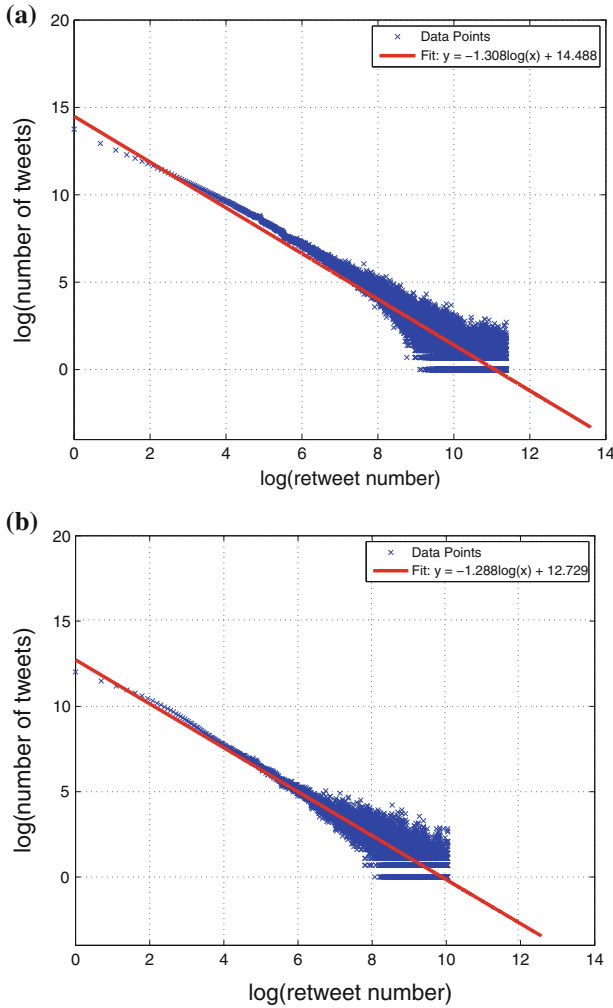 (a)
20
15
10
5
0
log(number of tweets)
Data Points
Fit: y = −1.308log(x) + 14.488
0 2 4 6 8 10 12 14
log(retweet number)
(b)
20
15
10
5
0
log(number of tweets)
Data Points
Fit: y = −1.288log(x) + 12.729
0 2 4 6 8 10 12 14
log(retweet number)